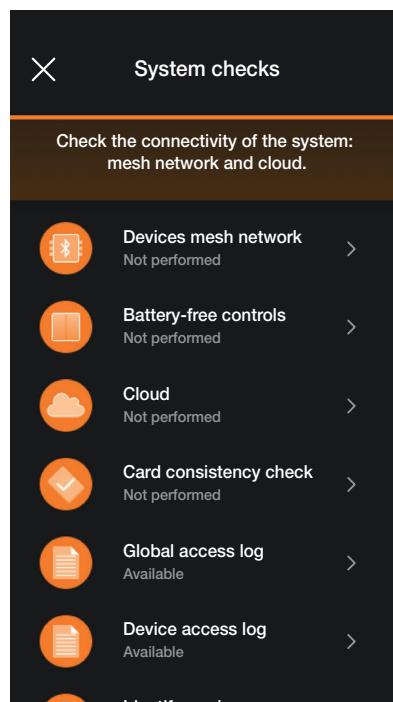 System checks
Check the connectivity of the system:
mesh network and cloud.
Devices mesh network
Not performed
Battery-free controls
Not performed
Cloud
Not performed
Card consistency check
Not performed
Global access log
Available
Device access log
Available